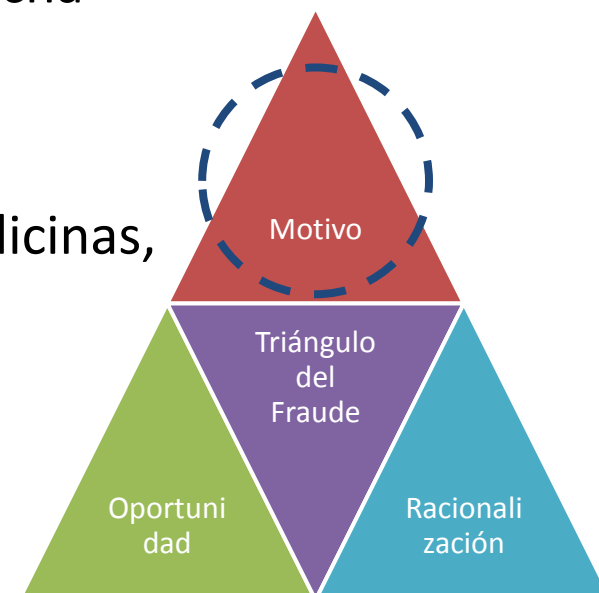 licinas,
Motivo
Triángulo
del
Fraude
Oportuni
dad
Racionali
zación